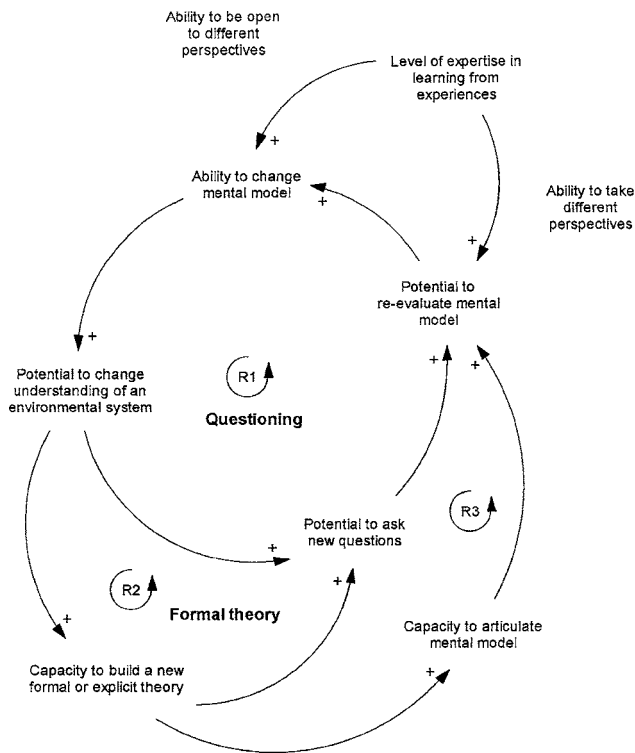 Ability to be open
to different
perspectives
Level of expertise in
learning from
experiences
+
Ability to change
mental model
+
Ability to take
different
perspectives
+
Potential to
re-evaluate mental
model
+
+
+
Potential to change
understanding of an
environmental system
R1
Questioning
R3
Potential to ask
new questions
+
R2
+
Formal theory
+
Capacity to articulate
mental model
+
Capacity to build a new
formal or explicit theory